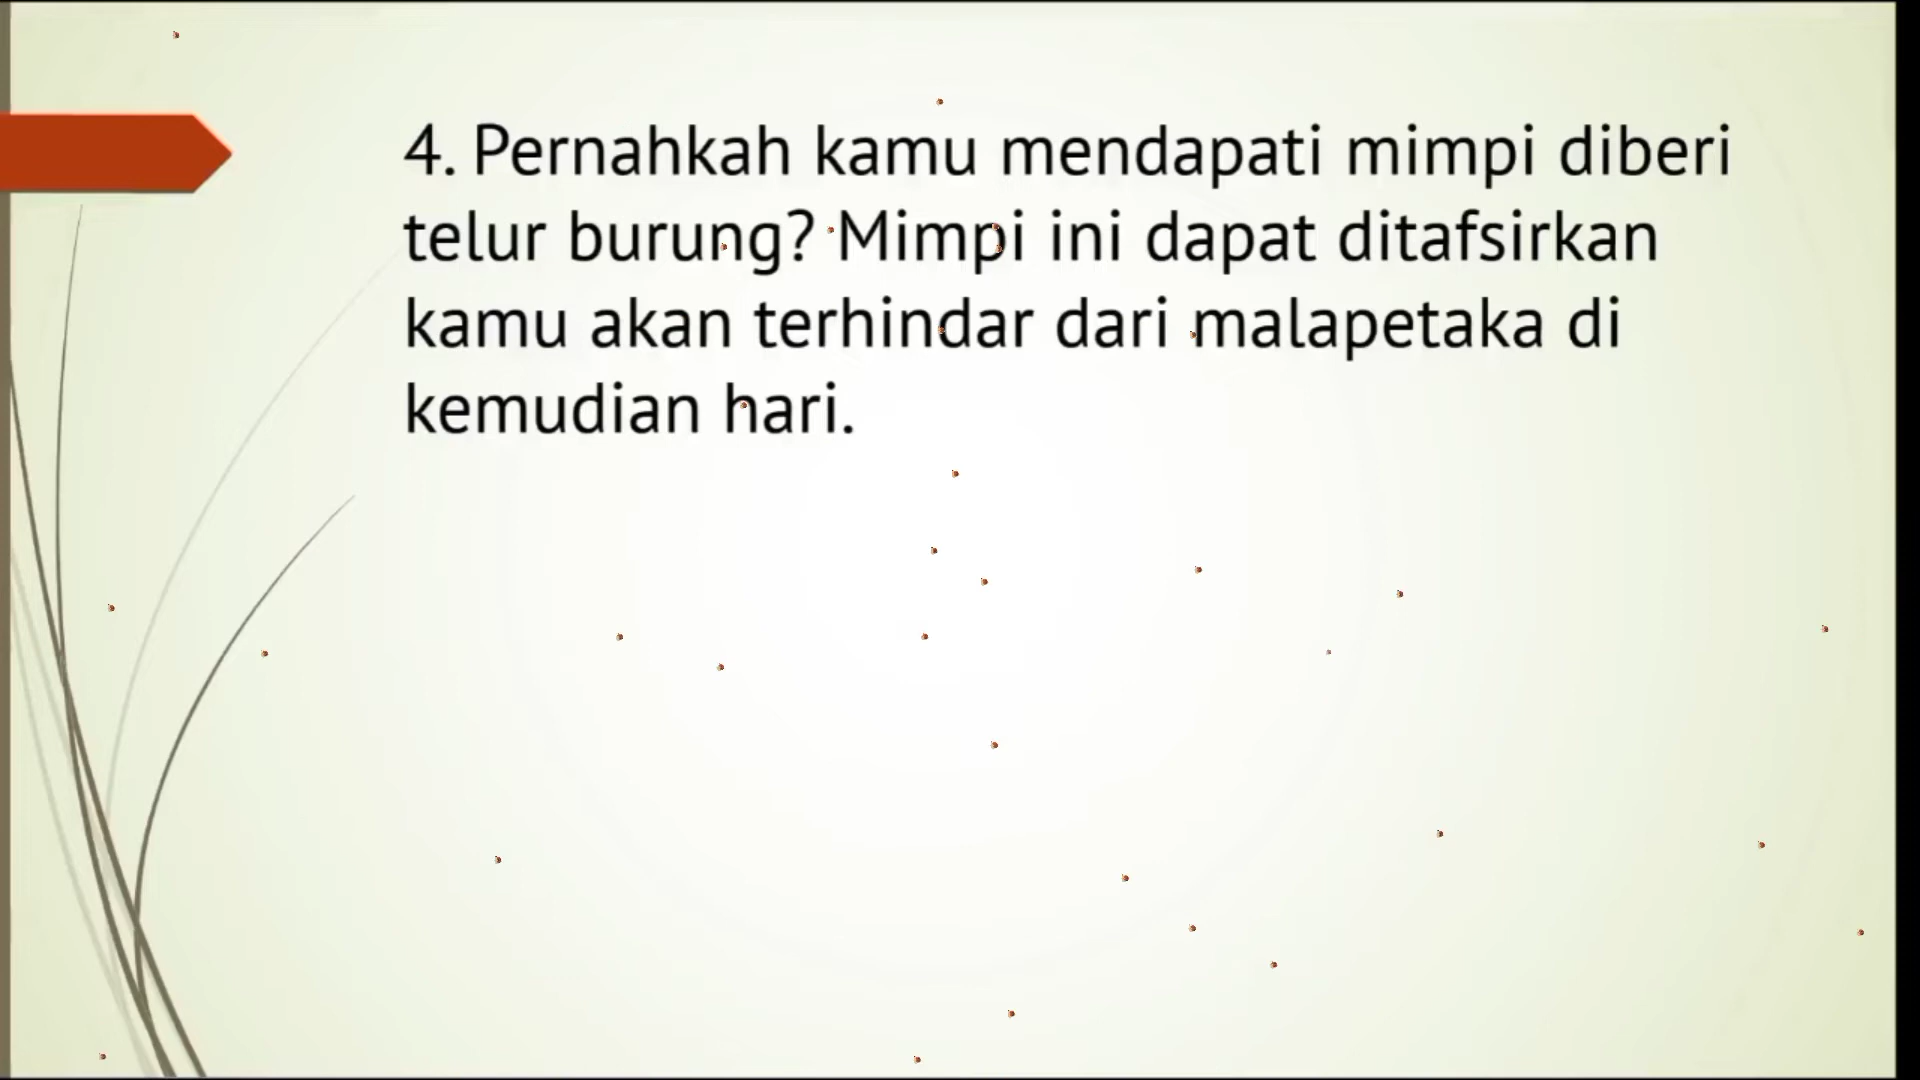 4. Pernahkah kamu mendapati mimpi diberi
telur burung? Mimpi ini dapat ditafsirkan
kamu akan terhindar dari malapetaka di
kemudian hari.